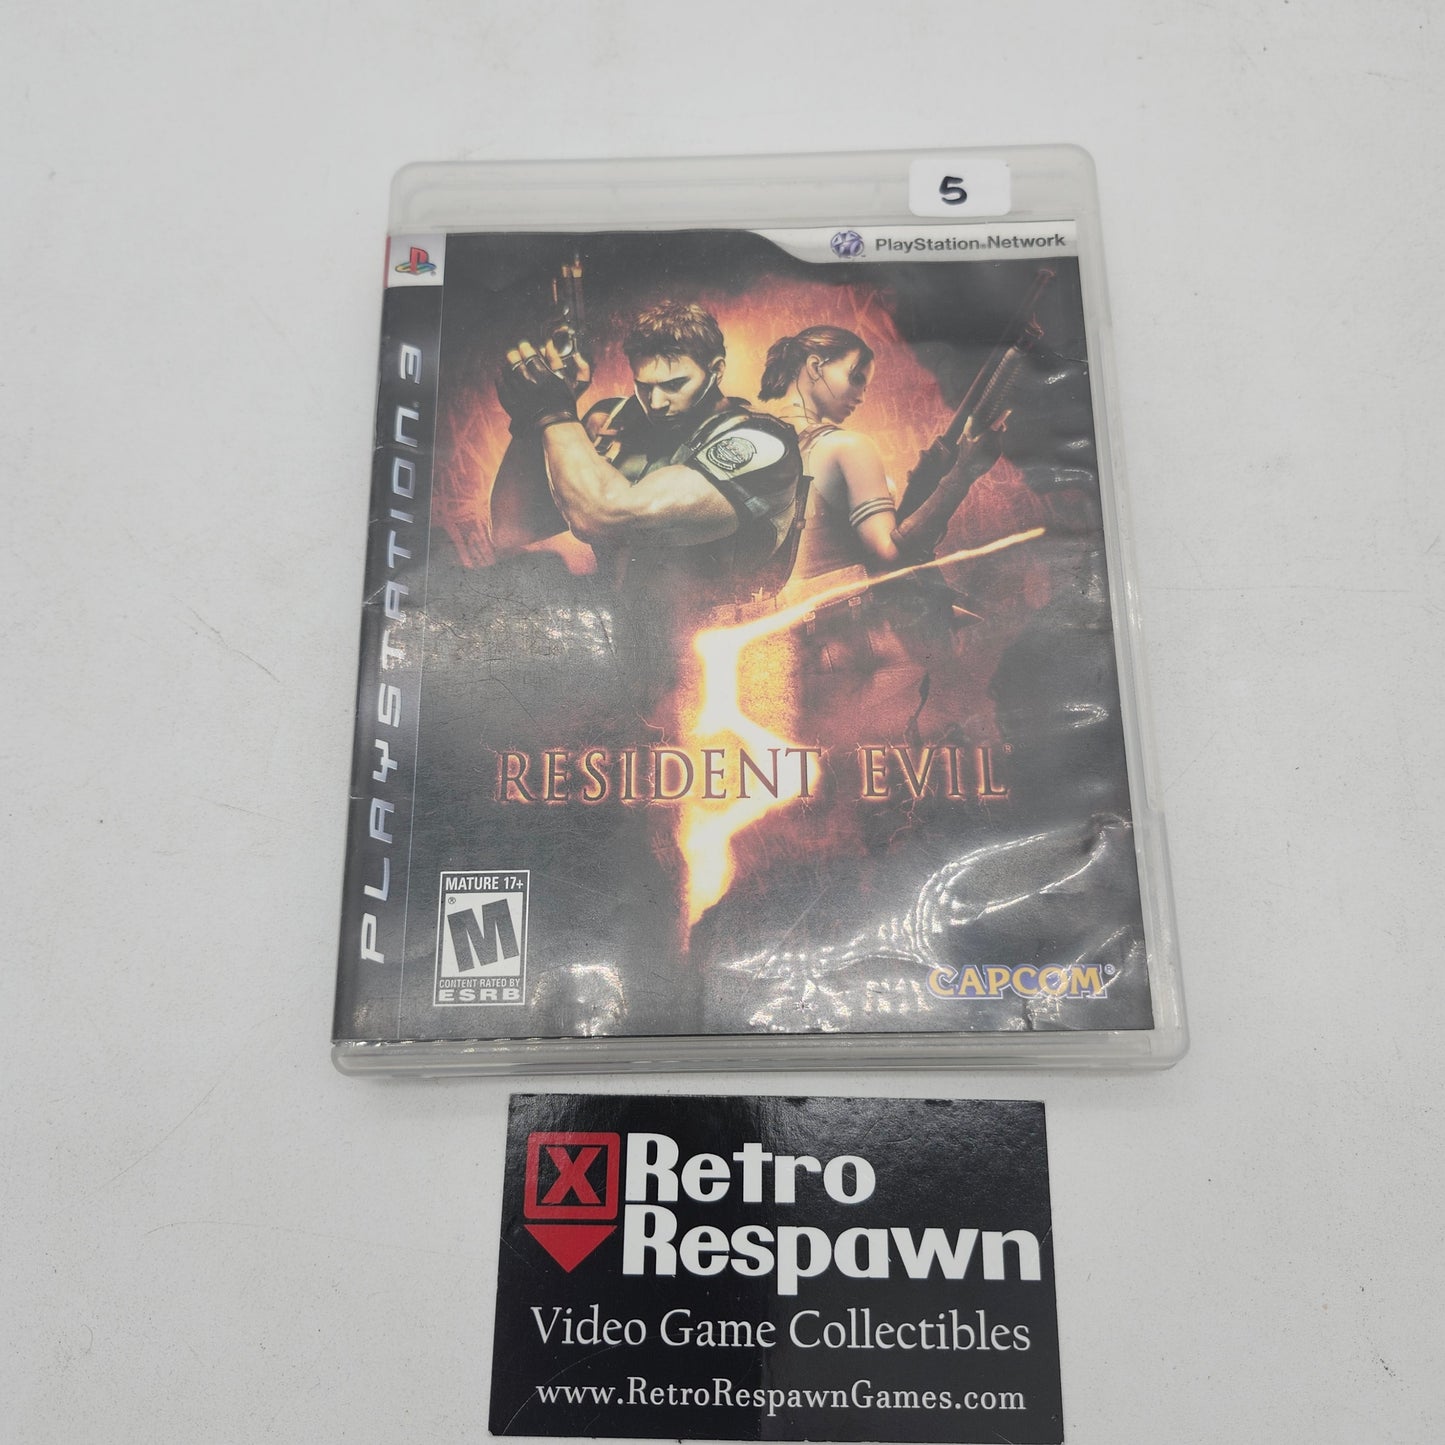 5
PlayStation®Network
PLAYSTATION®3
RESIDENT EVIL®
5
MATURE 17+
M®
CONTENT RATED BY
ESRB
CAPCOM®
X Retro
Respawn
Video Game Collectibles
www.RetroRespawnGames.com